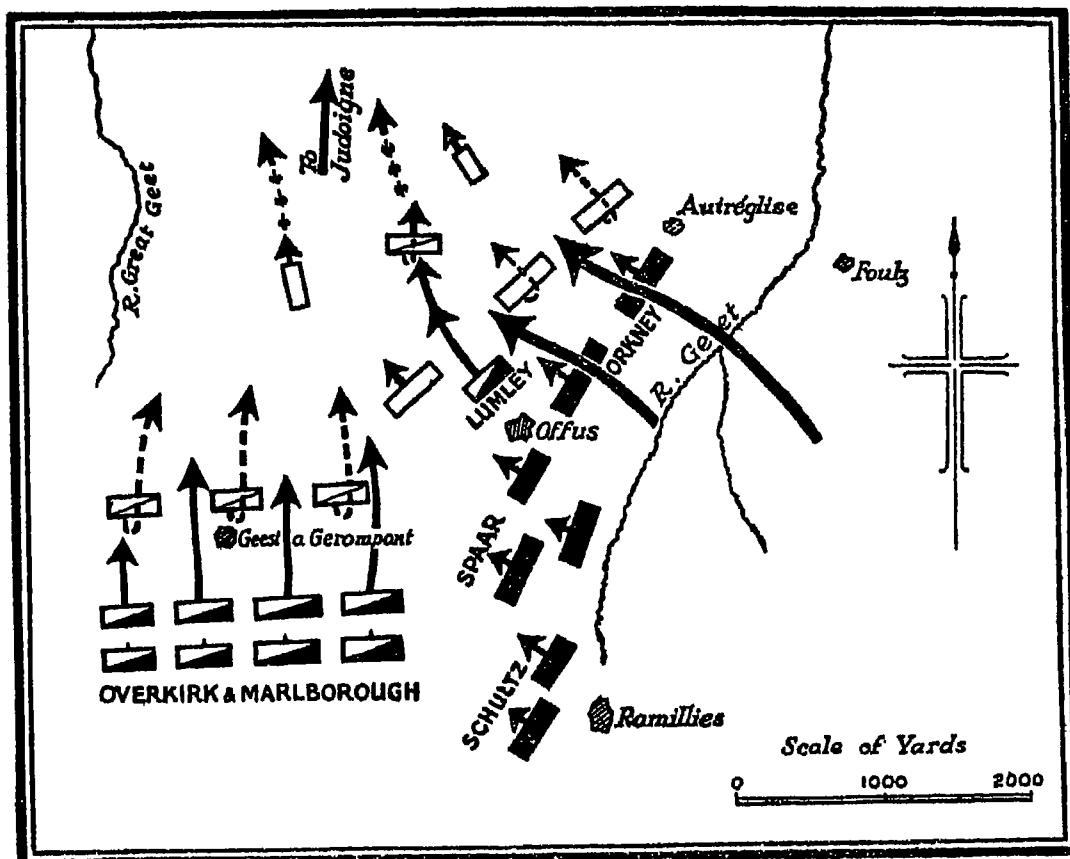 To
Judoigne
R. Great Geet
Autréglise
Foulz
ORKNEY
R. Geet
LUMLEY
Offus
Geest a Gerompont
SPAAR
OVERKIRK & MARLBOROUGH
SCHULTZ
Ramillies
Scale of Yards
0 1000 2000